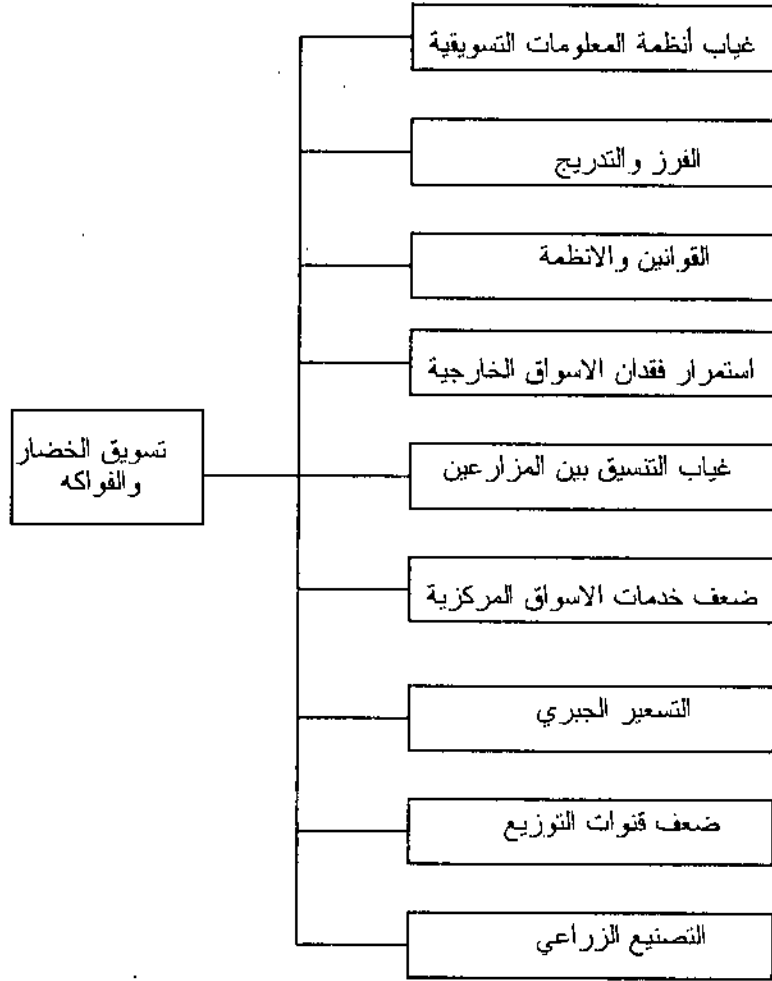 غياب أنظمة المعلومات التسويقية
الفرز والتدريج
القوانين والانظمة
استمرار فقدان الاسواق الخارجية
تسويق الخضار
والفواكه
غياب التنسيق بين المزارعين
ضعف خدمات الاسواق المركزية
التسعير الجبري
ضعف قنوات التوزيع
التصنيع الزراعي